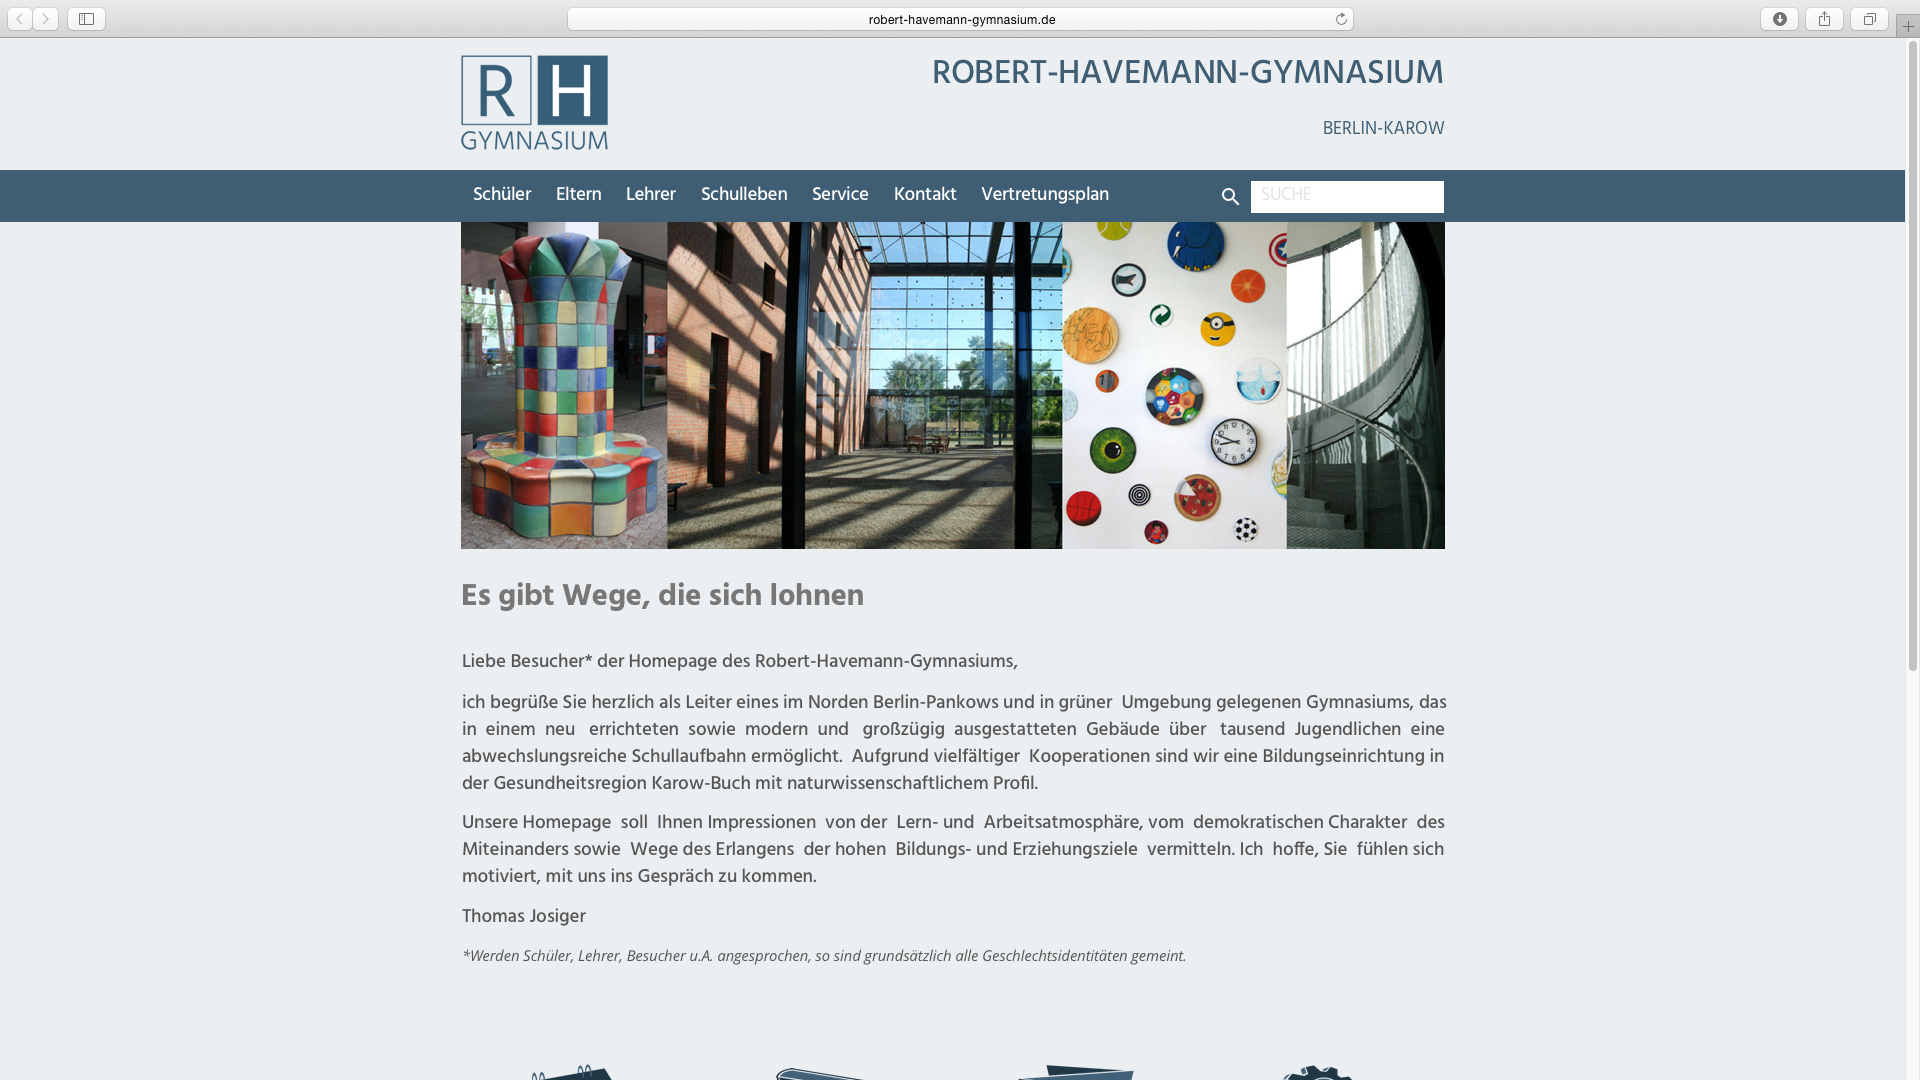 robert-havemann-gymnasium.de
R H
GYMNASIUM
ROBERT-HAVEMANN-GYMNASIUM
BERLIN-KAROW
Schüler Eltern Lehrer Schulleben Service Kontakt Vertretungsplan SUCHE
Es gibt Wege, die sich lohnen
Liebe Besucher* der Homepage des Robert-Havemann-Gymnasiums,
ich begrüße Sie herzlich als Leiter eines im Norden Berlin-Pankows und in grüner Umgebung gelegenen Gymnasiums, das
in einem neu errichteten sowie modern und großzügig ausgestatteten Gebäude über tausend Jugendlichen eine
abwechslungsreiche Schullaufbahn ermöglicht. Aufgrund vielfältiger Kooperationen sind wir eine Bildungseinrichtung in
der Gesundheitsregion Karow-Buch mit naturwissenschaftlichem Profil.
Unsere Homepage soll Ihnen Impressionen von der Lern- und Arbeitsatmosphäre, vom demokratischen Charakter des
Miteinanders sowie Wege des Erlangens der hohen Bildungs- und Erziehungsziele vermitteln. Ich hoffe, Sie fühlen sich
motiviert, mit uns ins Gespräch zu kommen.
Thomas Josiger
*Werden Schüler, Lehrer, Besucher u.A. angesprochen, so sind grundsätzlich alle Geschlechtsidentitäten gemeint.